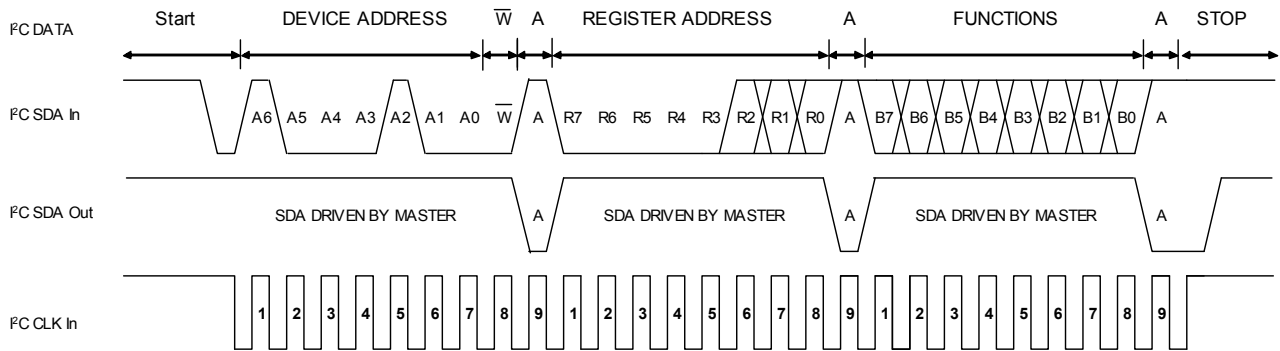 I²C DATA Start DEVICE ADDRESS W̅ A REGISTER ADDRESS A FUNCTIONS A STOP
I²C SDA In A6 A5 A4 A3 A2 A1 A0 W̅ A R7 R6 R5 R4 R3 R2 R1 R0 A B7 B6 B5 B4 B3 B2 B1 B0 A
I²C SDA Out SDA DRIVEN BY MASTER A SDA DRIVEN BY MASTER A SDA DRIVEN BY MASTER A
I²C CLK In 1 2 3 4 5 6 7 8 9 1 2 3 4 5 6 7 8 9 1 2 3 4 5 6 7 8 9